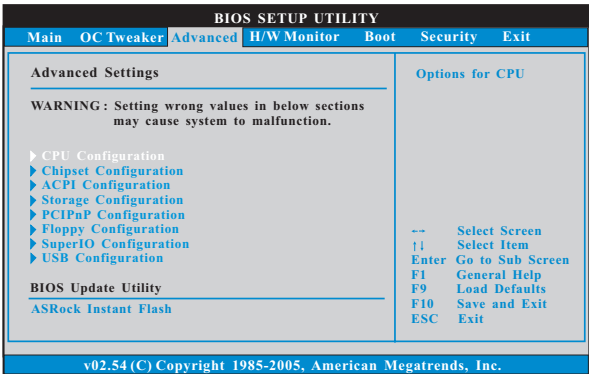 BIOS SETUP UTILITY
Main OC Tweaker Advanced H/W Monitor Boot Security Exit
Advanced Settings
WARNING : Setting wrong values in below sections
may cause system to malfunction.
CPU Configuration
Chipset Configuration
ACPI Configuration
Storage Configuration
PCIPnP Configuration
Floppy Configuration
SuperIO Configuration
USB Configuration
BIOS Update Utility
ASRock Instant Flash
Options for CPU
←→ Select Screen
↑↓ Select Item
Enter Go to Sub Screen
F1 General Help
F9 Load Defaults
F10 Save and Exit
ESC Exit
v02.54 (C) Copyright 1985-2005, American Megatrends, Inc.